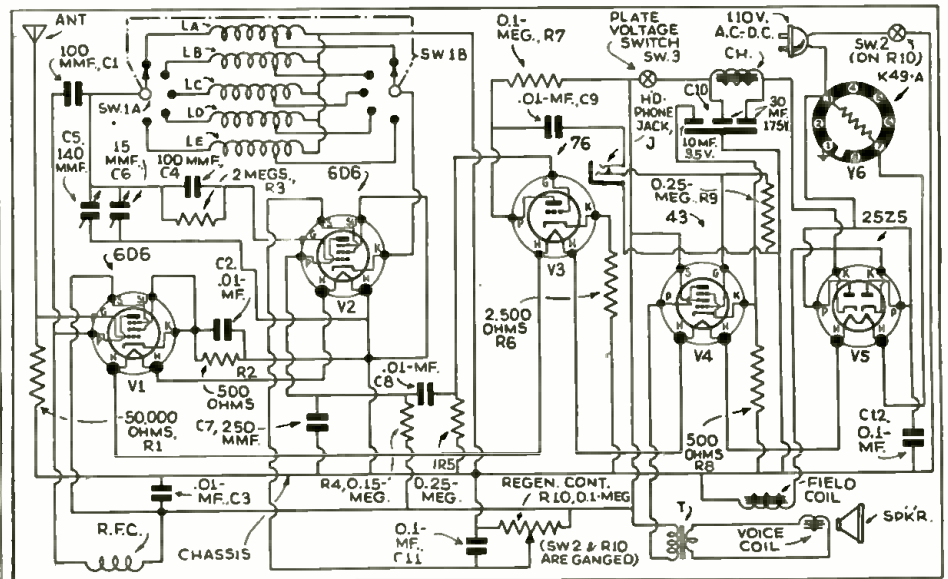 ANT
100
MMF., C1
LA
LB
LC
LD
LE
SW.1A
SW.1B
0.1-
MEG., R7
.01-MF., C9
PLATE
VOLTAGE
SWITCH
SW.3
110V.
A.C.-D.C.
CH.
SW.2
(ON R10)
K49-A
C10
30
MF.
175V.
10 MF.
35V.
HD-
PHONE
JACK,
J
V6
C5,
140
MMF.
15
MMF.,
C6
100 MMF.,
C4
2 MEGS.,
R3
6D6
V2
76
V3
0.25-
MEG., R9
43
V4
25Z5
V5
6D6
V1
C2,
.01-
MF.
R2
500
OHMS
50,000
OHMS,
R1
C7, 250-
MMF.
.01-MF.
C8
2,500
OHMS
R6
500
OHMS
R8
C12,
0.1-
MF.
.01-
MF., C3
R.F.C.
CHASSIS
R4, 0.15-
MEG.
R5
0.25-
MEG.
REGEN. CONT.
R10, 0.1-MEG
0.1-
MF.,
C11
(SW2 & R10
ARE GANGED)
T
FIELD
COIL
VOICE
COIL
SPKR.
G
P
S
SU
K
H
H
G
P
S
SU
K
H
H
G
P
K
H
H
S
G
P
K
H
H
K
K
P
P
H
H